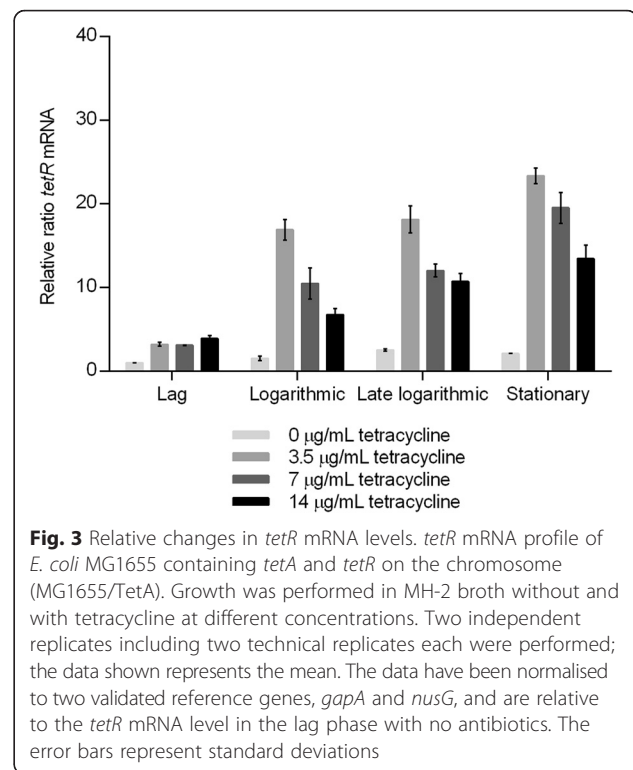 40
30
20
10
0
Relative ratio tetR mRNA
Lag Logarithmic Late logarithmic Stationary
0 µg/mL tetracycline
3.5 µg/mL tetracycline
7 µg/mL tetracycline
14 µg/mL tetracycline
Fig. 3 Relative changes in tetR mRNA levels. tetR mRNA profile of
E. coli MG1655 containing tetA and tetR on the chromosome
(MG1655/TetA). Growth was performed in MH-2 broth without and
with tetracycline at different concentrations. Two independent
replicates including two technical replicates each were performed;
the data shown represents the mean. The data have been normalised
to two validated reference genes, gapA and nusG, and are relative
to the tetR mRNA level in the lag phase with no antibiotics. The
error bars represent standard deviations